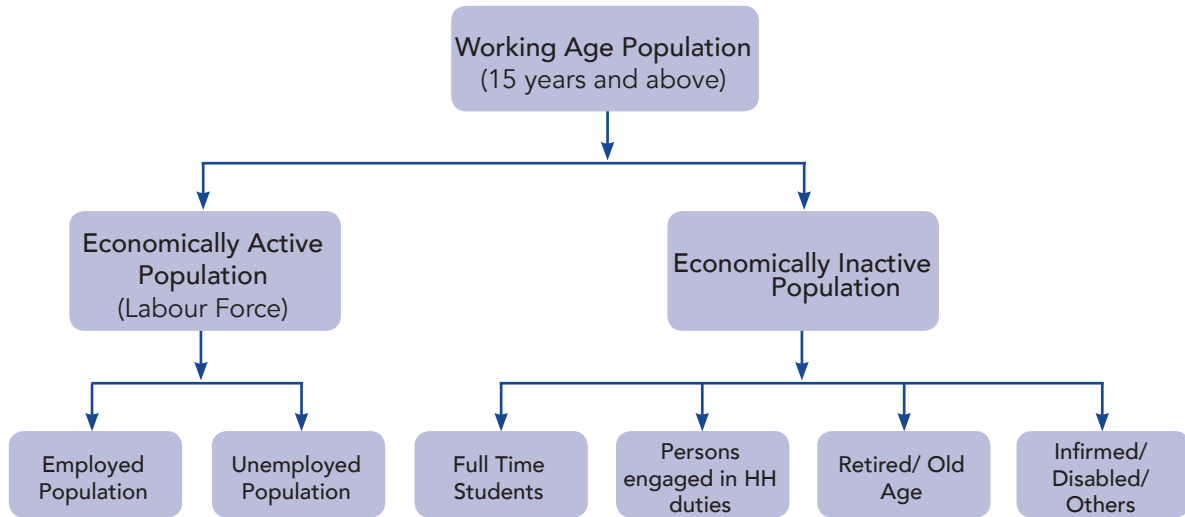 Working Age Population
(15 years and above)
Economically Active
Population
(Labour Force)
Economically Inactive
Population
Employed
Population
Unemployed
Population
Full Time
Students
Persons
engaged in HH
duties
Retired/ Old
Age
Infirmed/
Disabled/
Others